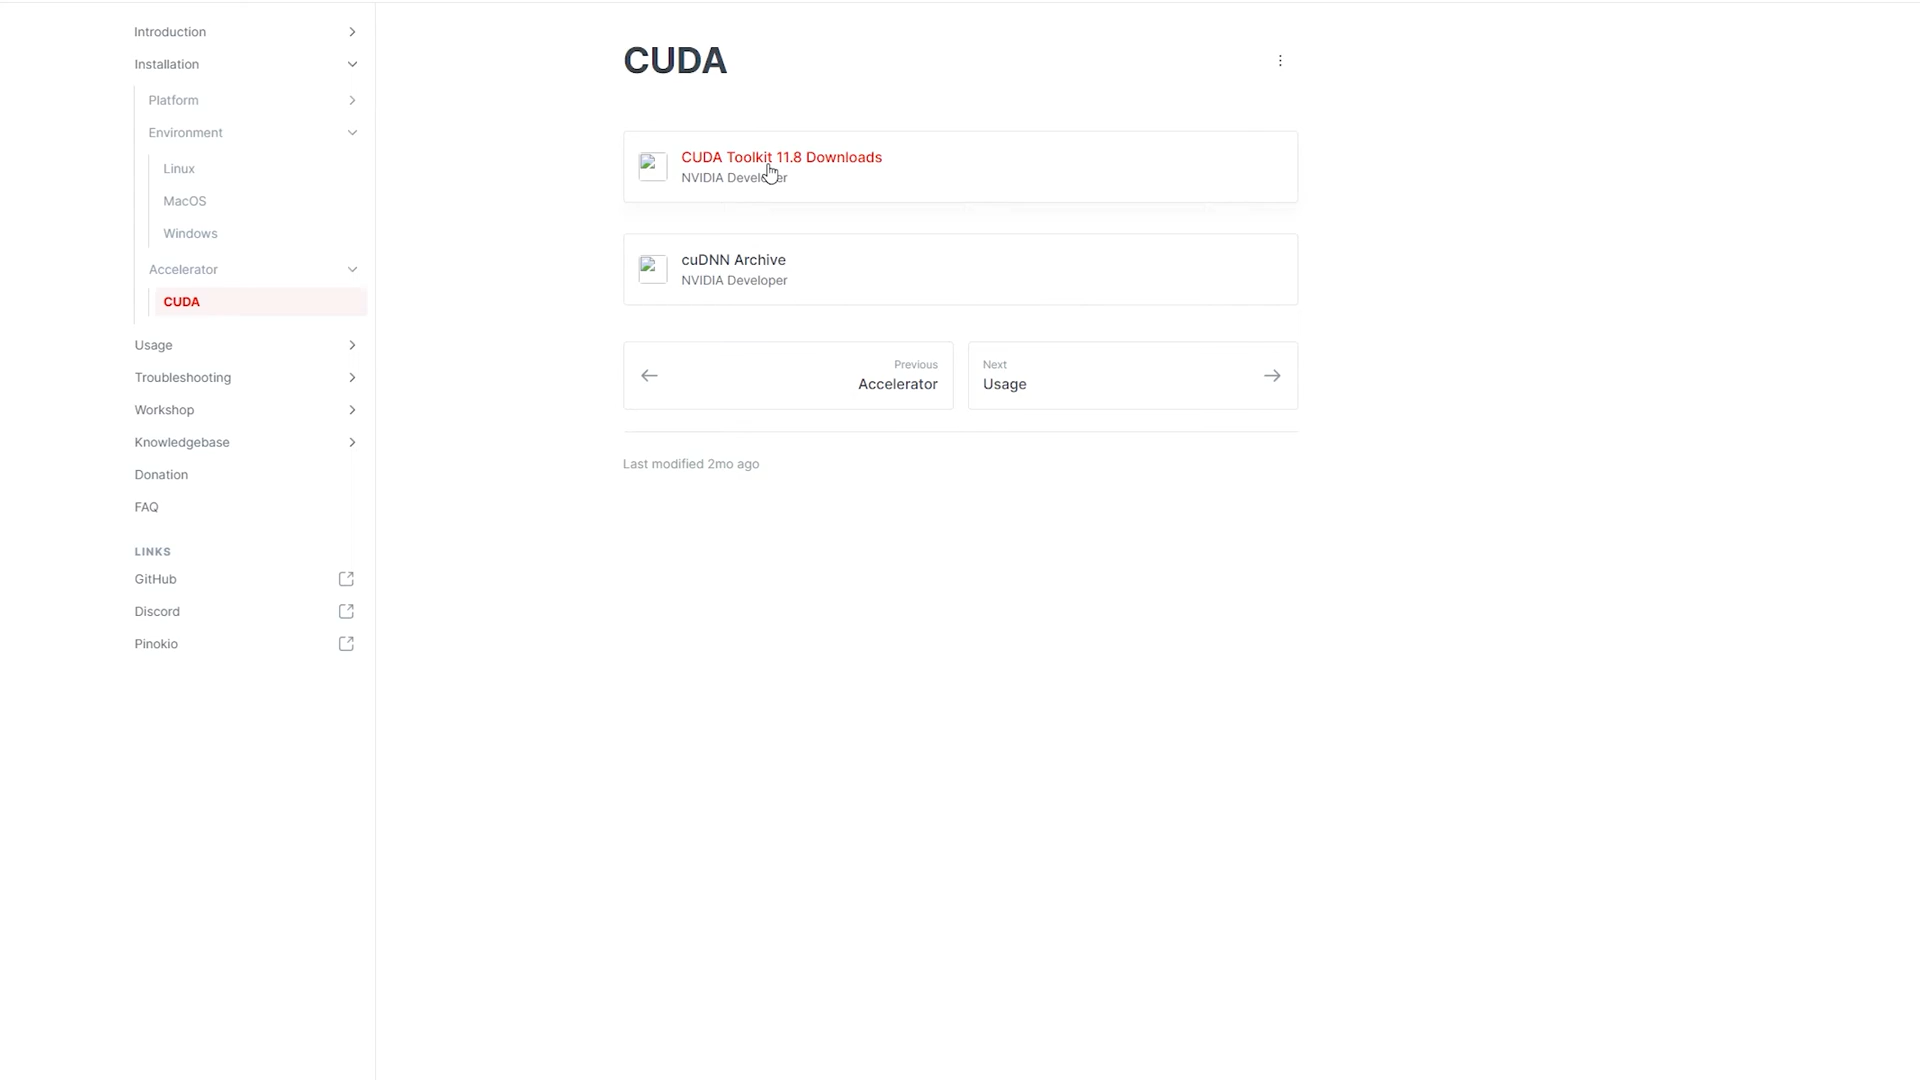 Introduction
Installation
Platform
Environment
Linux
MacOS
Windows
Accelerator
CUDA
Usage
Troubleshooting
Workshop
Knowledgebase
Donation
FAQ
LINKS
GitHub
Discord
Pinokio
CUDA
CUDA Toolkit 11.8 Downloads
NVIDIA Developer
cuDNN Archive
NVIDIA Developer
Previous
Accelerator
Next
Usage
Last modified 2mo ago